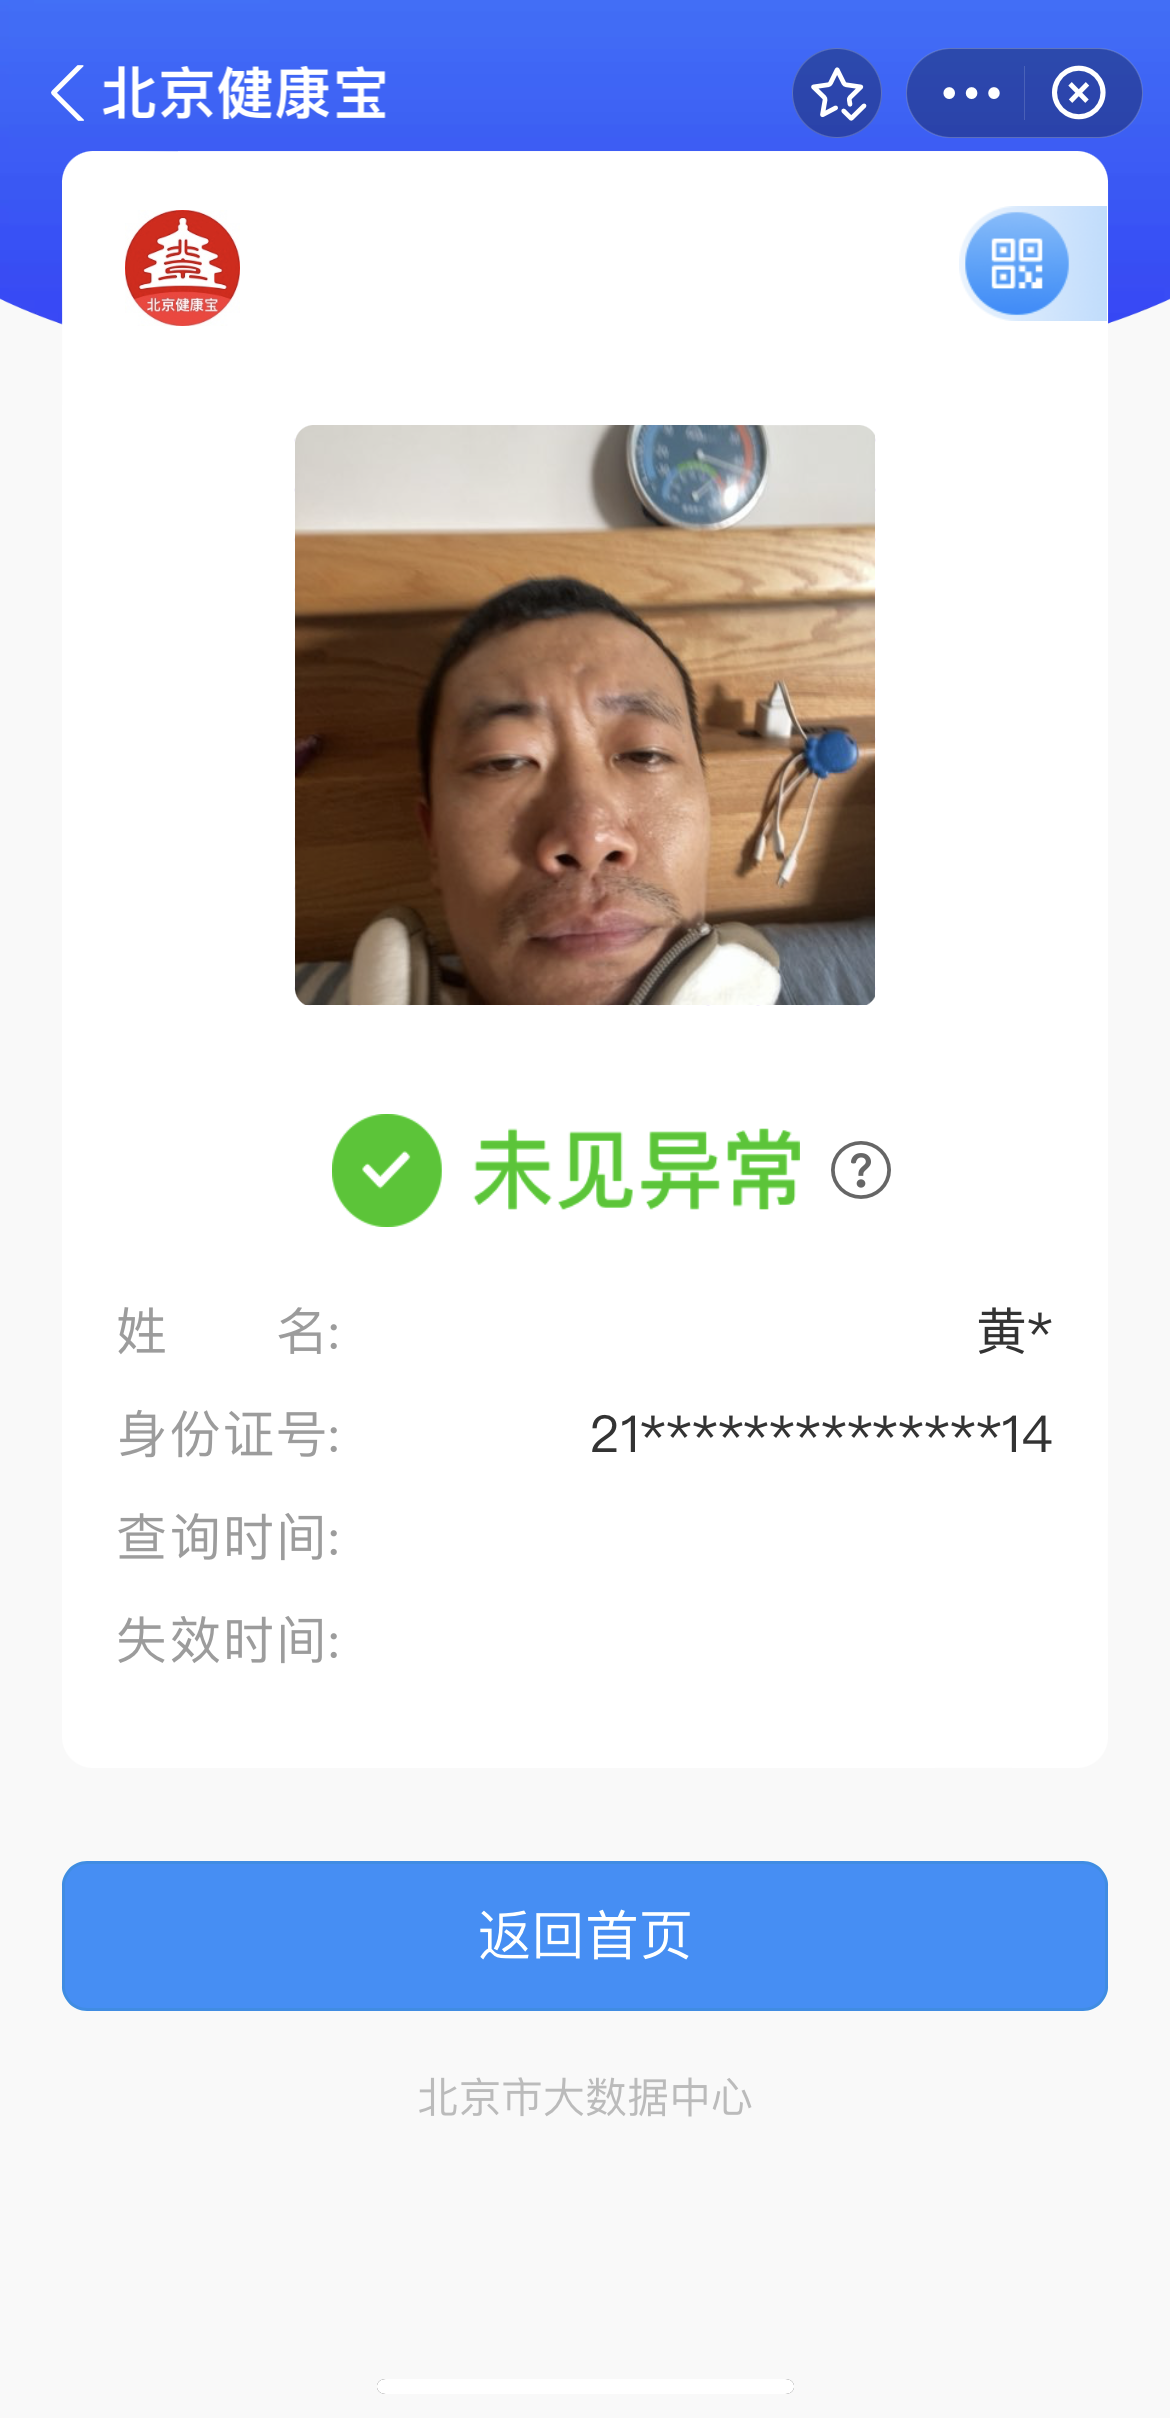 北京健康宝
北京健康宝
未见异常 ?
姓名: 黄*
身份证号: 21**************14
查询时间:
失效时间:
返回首页
北京市大数据中心